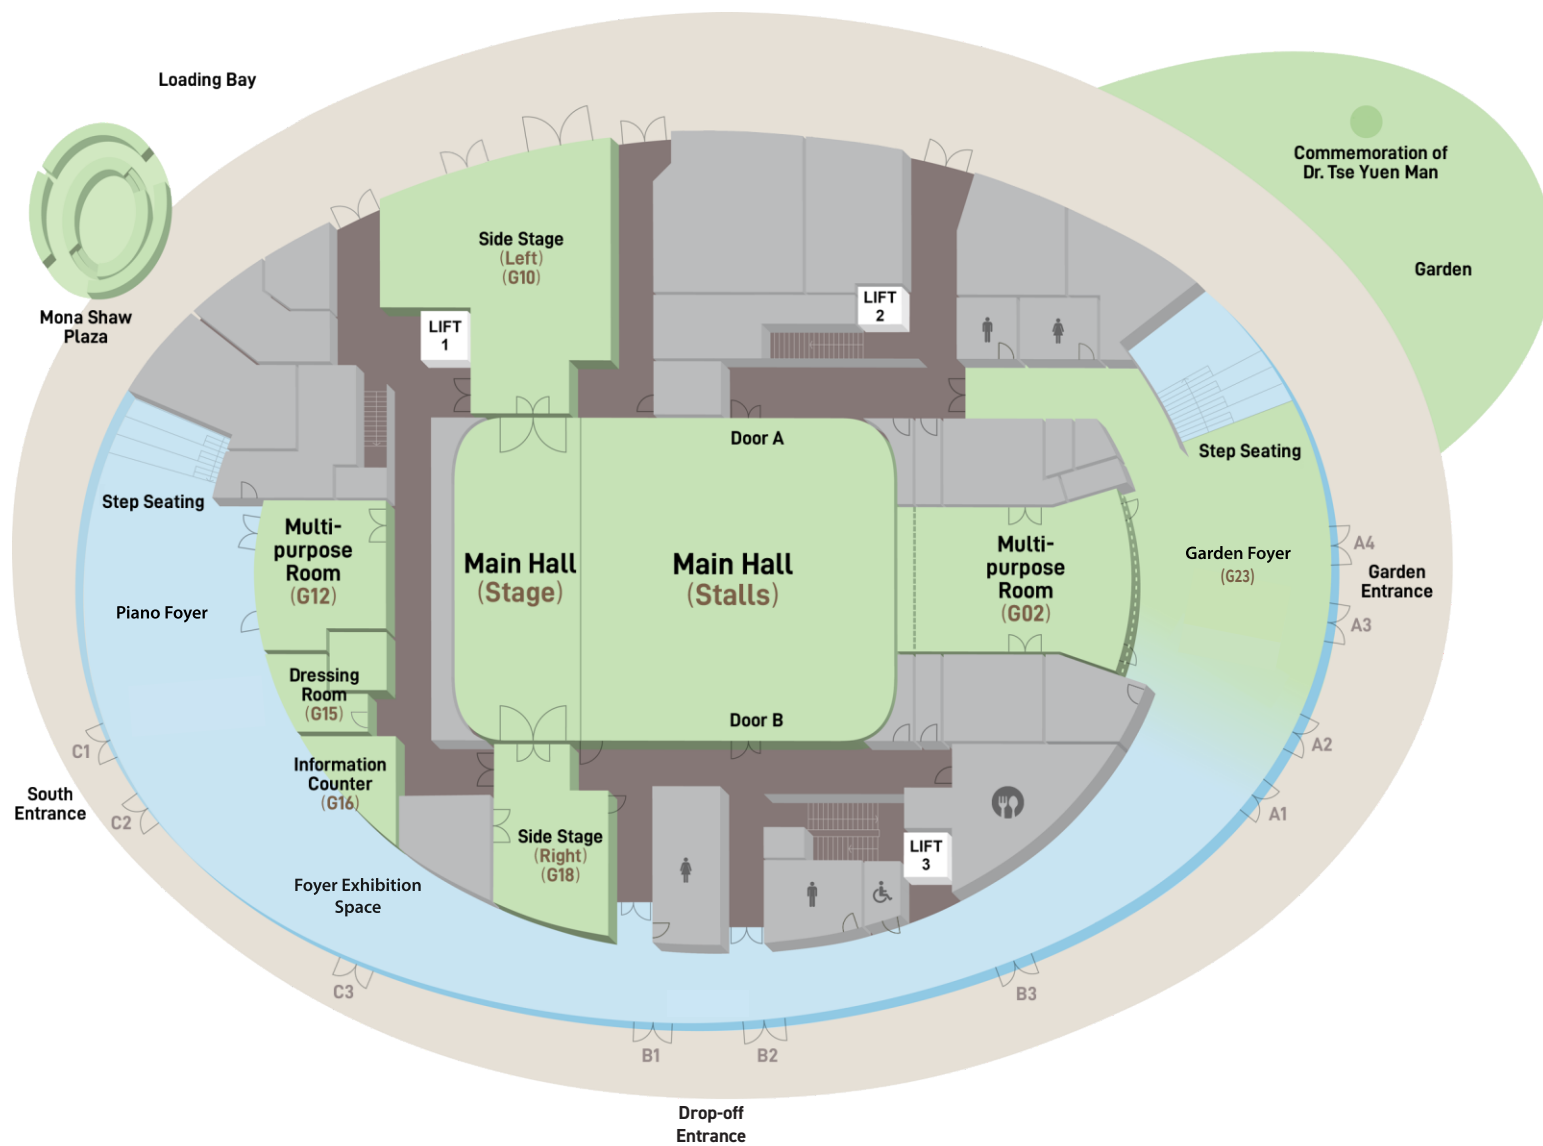 Loading Bay
Commemoration of
Dr. Tse Yuen Man
Garden
Mona Shaw
Plaza
Side Stage
(Left)
(G10)
LIFT
1
LIFT
2
Door A
Step Seating
Step Seating
Multi-
purpose
Room
(G12)
Main Hall
(Stage)
Main Hall
(Stalls)
Multi-
purpose
Room
(G02)
Garden Foyer
(G23)
A4
Garden
Entrance
A3
Piano Foyer
Dressing
Room
(G15)
Door B
A2
C1
Information
Counter
(G16)
South
Entrance
C2
A1
Side Stage
(Right)
(G18)
LIFT
3
Foyer Exhibition
Space
C3
B3
B1
B2
Drop-off
Entrance